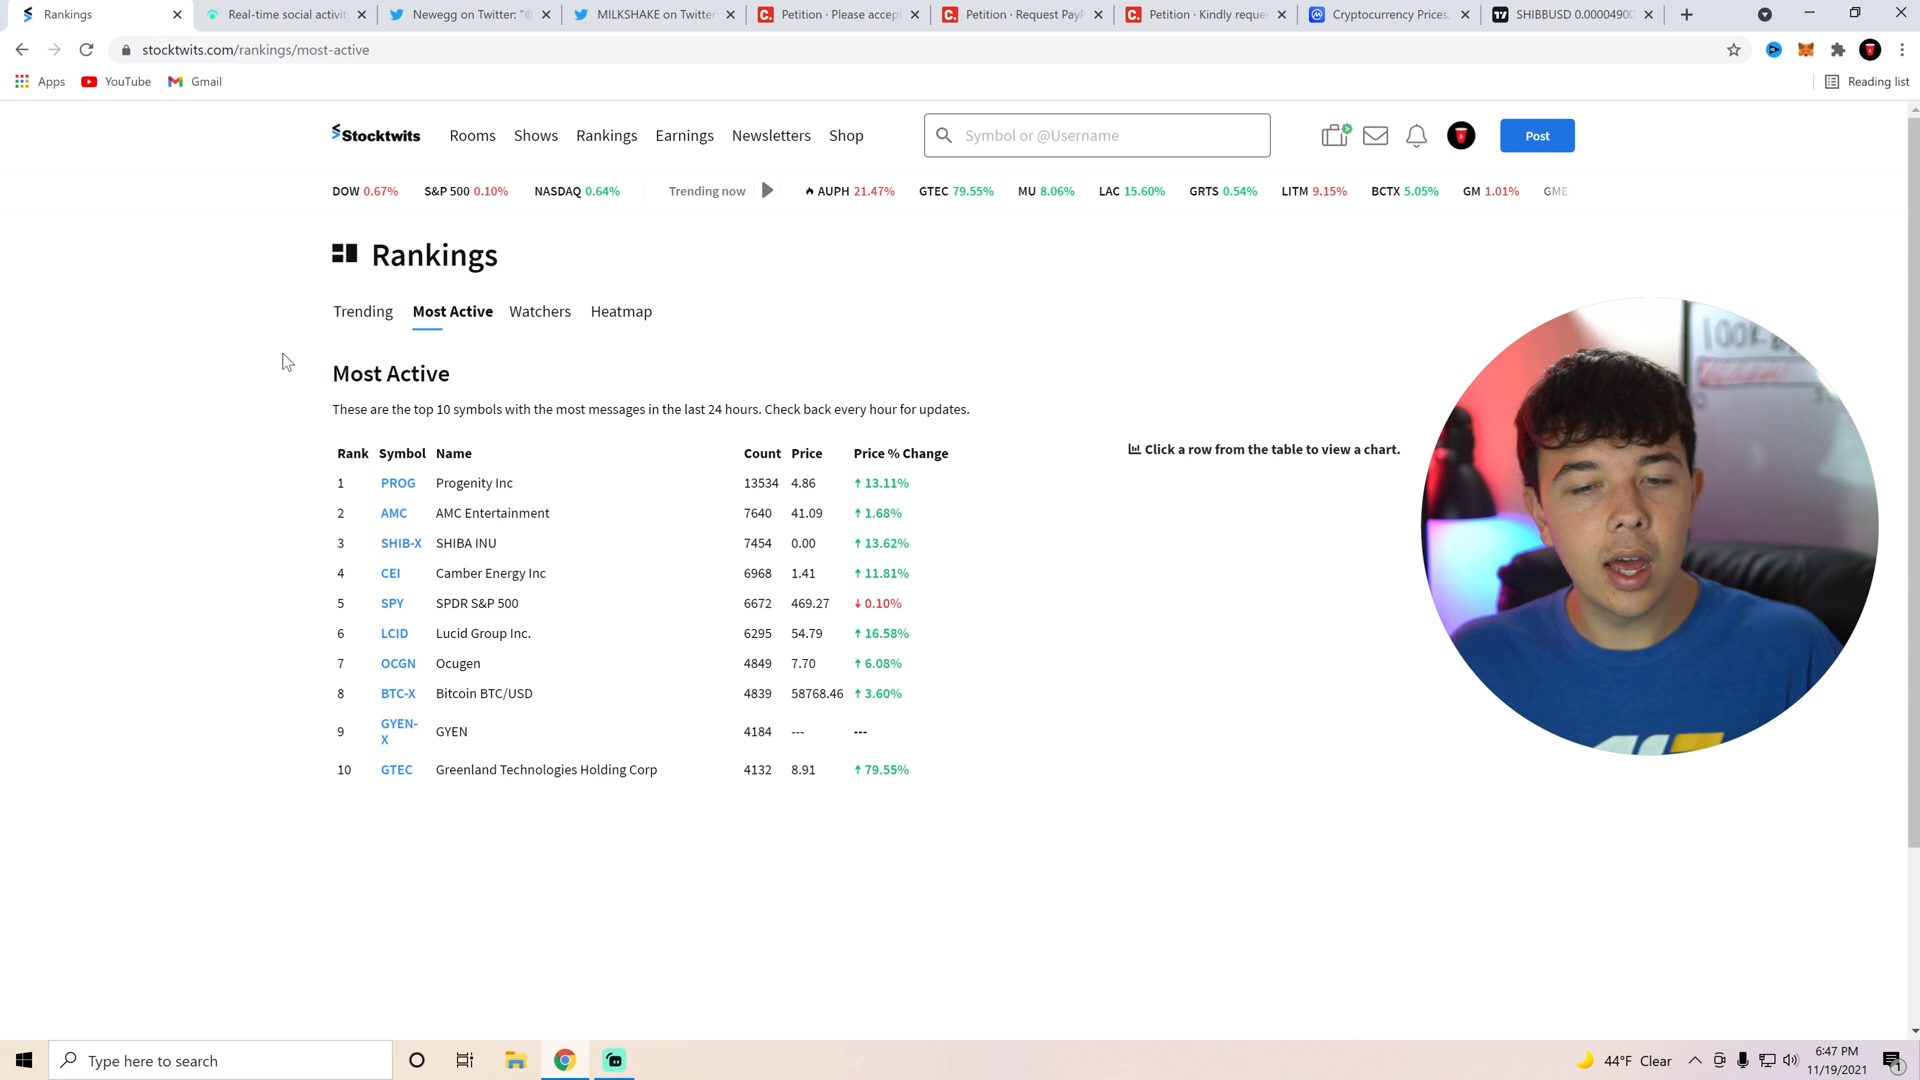 Rankings
Real-time social activit
Newegg on Twitter: "@
MILKSHAKE on Twitter
Petition · Please accep
Petition · Request PayP
Petition · Kindly reque
Cryptocurrency Prices,
SHIBBUSD 0.00004900
stocktwits.com/rankings/most-active
Apps YouTube Gmail Reading list
Stocktwits Rooms Shows Rankings Earnings Newsletters Shop Symbol or @Username Post
DOW 0.67% S&P 500 0.10% NASDAQ 0.64% Trending now AUPH 21.47% GTEC 79.55% MU 8.06% LAC 15.60% GRTS 0.54% LITM 9.15% BCTX 5.05% GM 1.01% GME
Rankings
Trending Most Active Watchers Heatmap
Most Active
These are the top 10 symbols with the most messages in the last 24 hours. Check back every hour for updates.
Rank Symbol Name Count Price Price % Change
Click a row from the table to view a chart.
1 PROG Progenity Inc 13534 4.86 ↑ 13.11%
2 AMC AMC Entertainment 7640 41.09 ↑ 1.68%
3 SHIB-X SHIBA INU 7454 0.00 ↑ 13.62%
4 CEI Camber Energy Inc 6968 1.41 ↑ 11.81%
5 SPY SPDR S&P 500 6672 469.27 ↓ 0.10%
6 LCID Lucid Group Inc. 6295 54.79 ↑ 16.58%
7 OCGN Ocugen 4849 7.70 ↑ 6.08%
8 BTC-X Bitcoin BTC/USD 4839 58768.46 ↑ 3.60%
9 GYEN-X GYEN 4184 --- ---
10 GTEC Greenland Technologies Holding Corp 4132 8.91 ↑ 79.55%
100K
Type here to search
44°F Clear
6:47 PM
11/19/2021
1